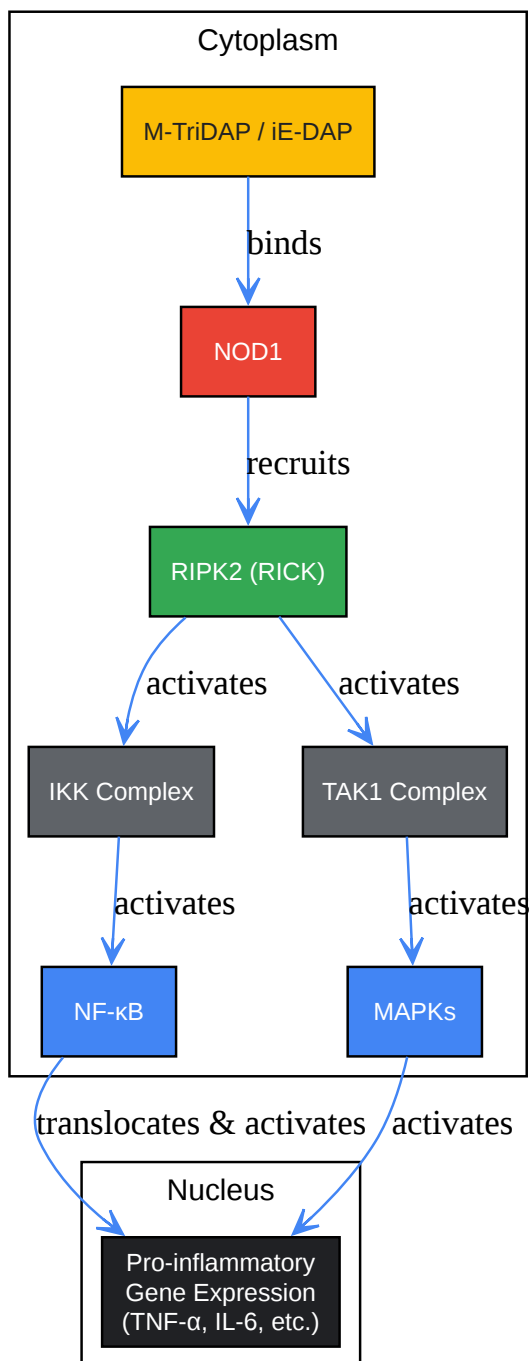 Cytoplasm
M-TriDAP / iE-DAP
binds
NOD1
recruits
RIPK2 (RICK)
activates
activates
IKK Complex
TAK1 Complex
activates
activates
NF-κB
MAPKs
translocates & activates
activates
Nucleus
Pro-inflammatory
Gene Expression
(TNF-α, IL-6, etc.)